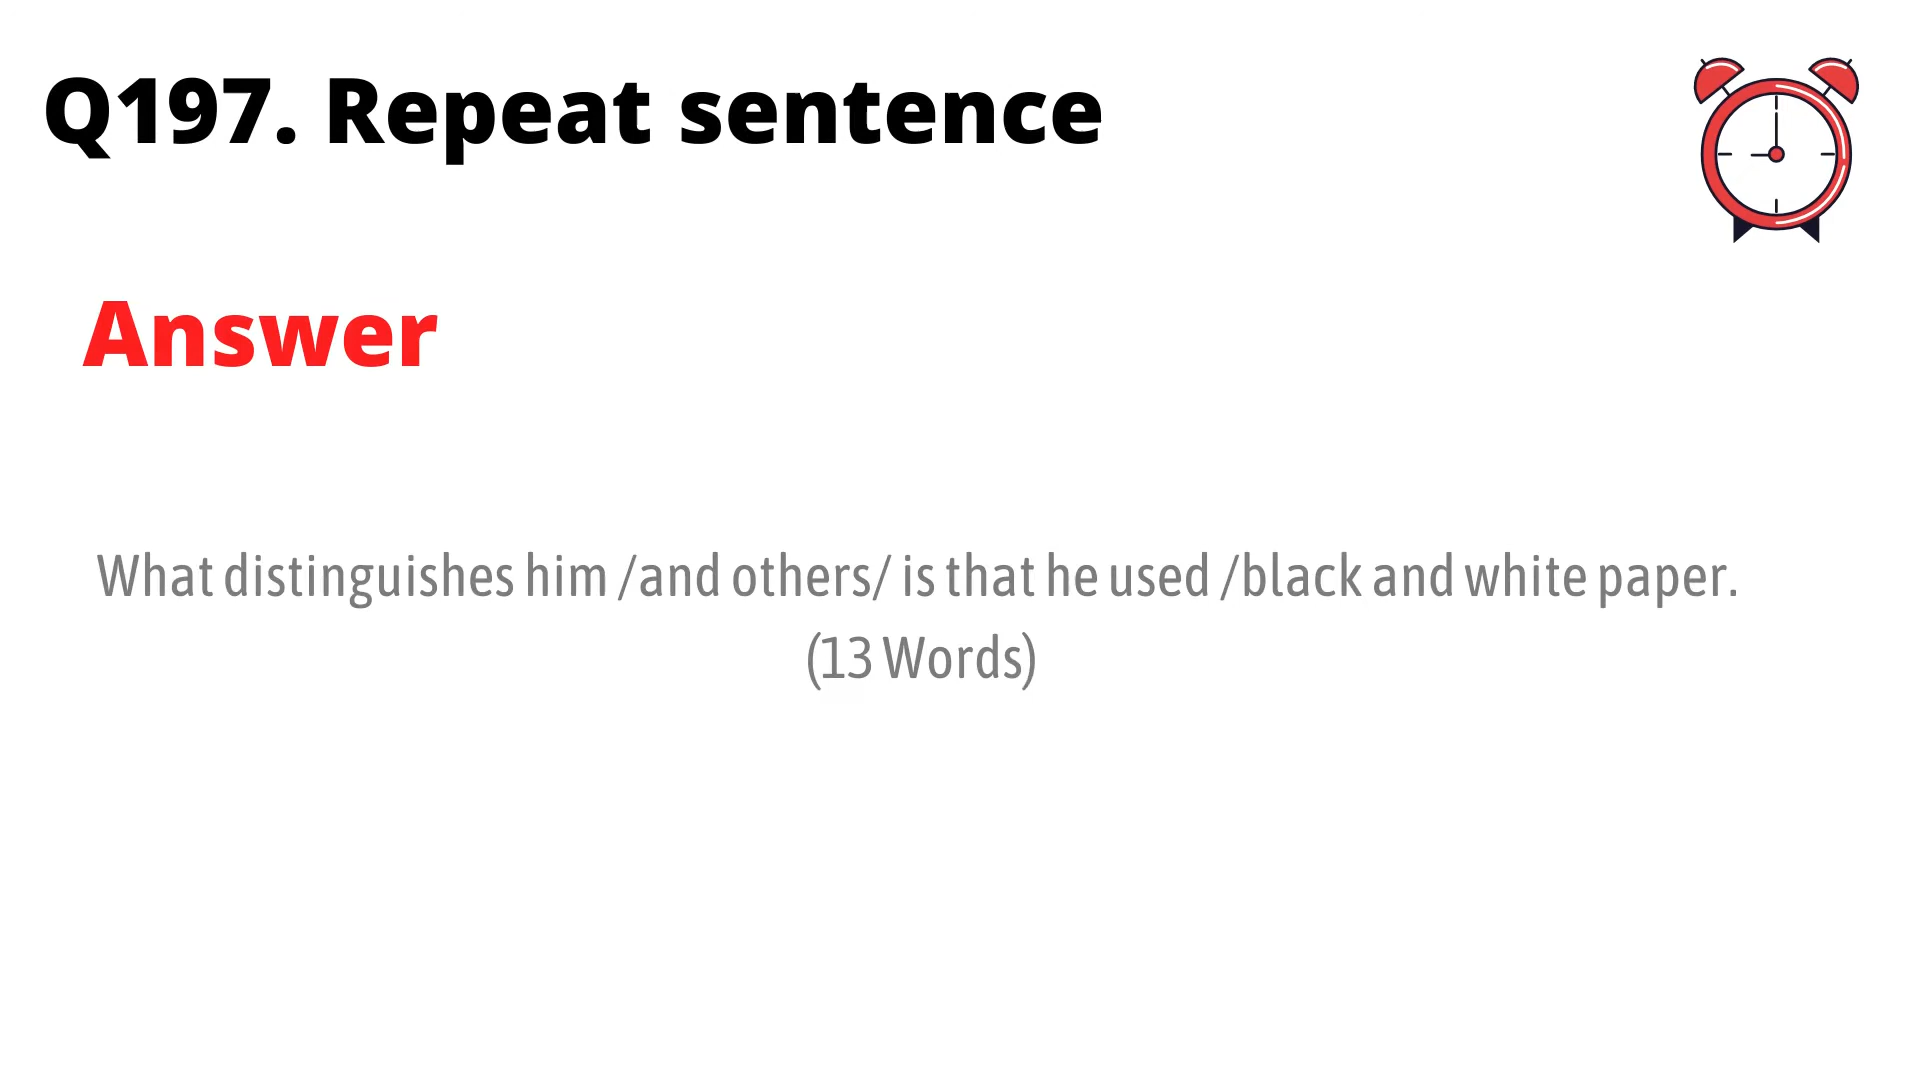 Q197. Repeat sentence
Answer
What distinguishes him /and others/ is that he used /black and white paper.
(13 Words)